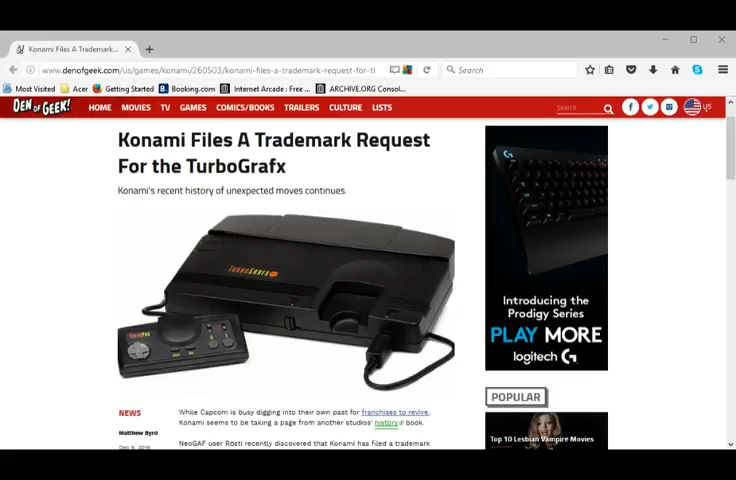 Konami Files A Trademark...
www.denofgeek.com/us/games/konami/260503/konami-files-a-trademark-request-for-tl
Search
Most Visited
Acer
Getting Started
Booking.com
Internet Arcade : Free ...
ARCHIVE.ORG Consol...
DEN OF GEEK!
HOME
MOVIES
TV
GAMES
COMICS/BOOKS
TRAILERS
CULTURE
LISTS
Search
US
Konami Files A Trademark Request
For the TurboGrafx
Konami's recent history of unexpected moves continues.
TURBOGRAFX
Introducing the
Prodigy Series
PLAY MORE
logitech G
POPULAR
Top 10 Lesbian Vampire Movies
NEWS
Matthew Byrd
While Capcom is busy digging into their own past for franchises to revive,
Konami seems to be taking a page from another studios' history book.
NeoGAF user Rösti recently discovered that Konami has filed a trademark